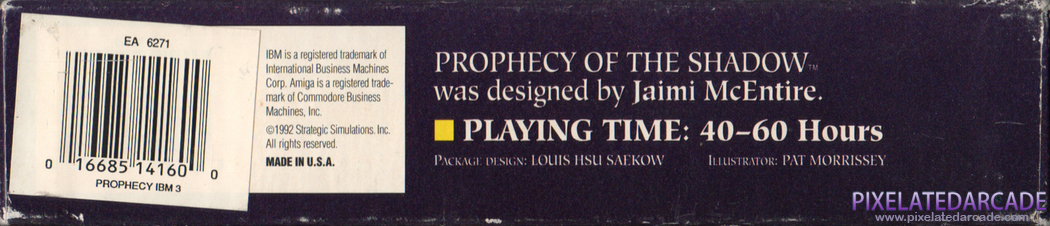 EA 6271
0 16685 14160 0
PROPHECY IBM 3
IBM is a registered trademark of
International Business Machines
Corp. Amiga is a registered trade-
mark of Commodore Business
Machines, Inc.
©1992 Strategic Simulations, Inc.
All rights reserved.
MADE IN U.S.A.
PROPHECY OF THE SHADOW™
was designed by Jaimi McEntire.
PLAYING TIME: 40–60 Hours
PACKAGE DESIGN: LOUIS HSU SAEKOW
ILLUSTRATOR: PAT MORRISSEY
PIXELATEDARCADE
www.pixelatedarcade.com